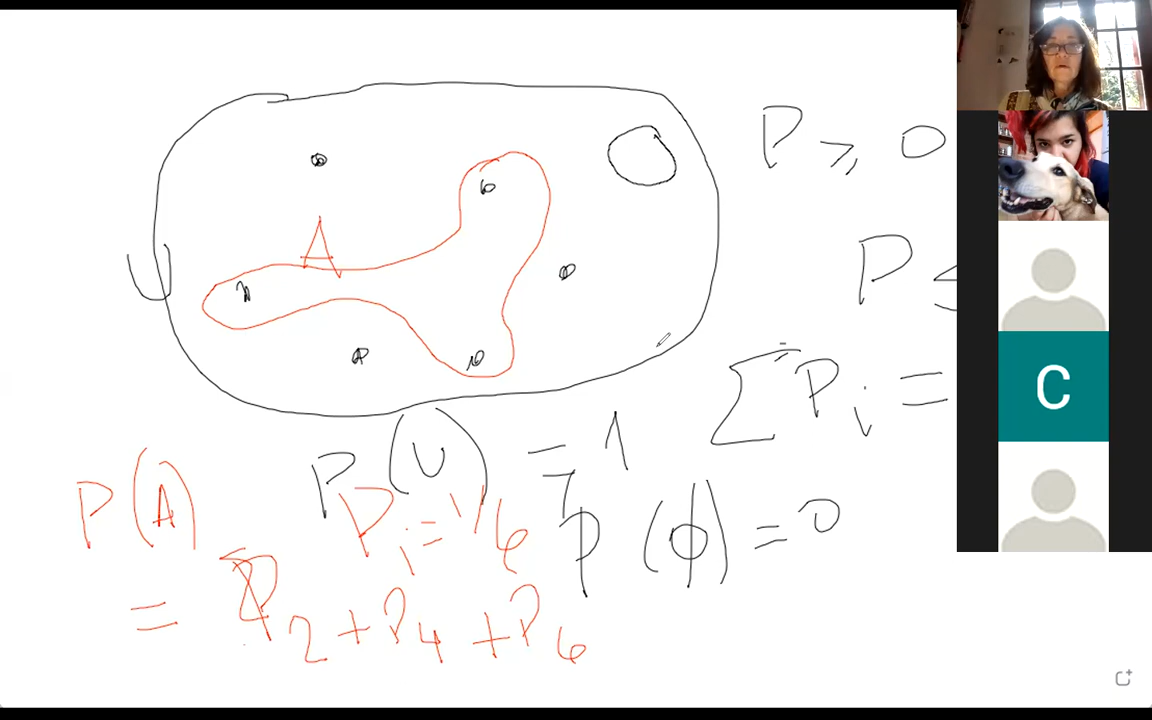 P ≥ 0
A
P ≤
U
∑ Pᵢ =
P(U) = 1
P(A)
Pᵢ = 1/6
P(ϕ) = 0
= P₂ + P₄ + P₆
C